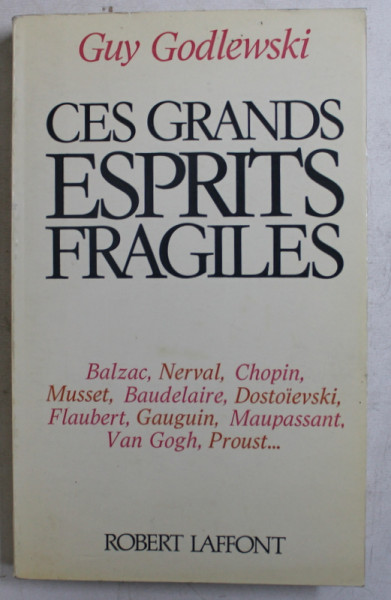 Guy Godlewski
CES GRANDS
ESPRITS
FRAGILES
Balzac, Nerval, Chopin,
Musset, Baudelaire, Dostoïevski,
Flaubert, Gauguin, Maupassant,
Van Gogh, Proust...
ROBERT LAFFONT